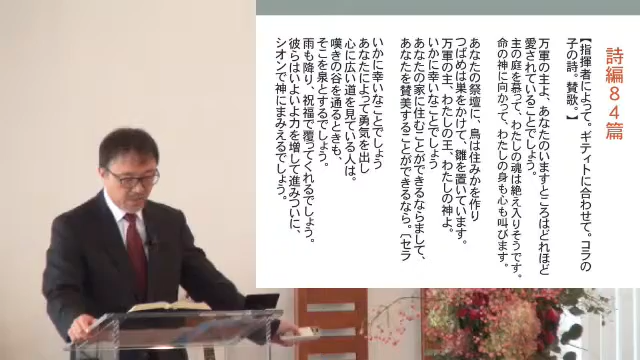 詩編８４篇
【指揮者によって。ギティトに合わせて。コラの
子の詩。賛歌。】
万軍の主よ、あなたのいますところはどれほど
愛されていることでしょう。
主の庭を慕って、わたしの魂は絶え入りそうです。
命の神に向かって、わたしの身も心も叫びます。
あなたの祭壇に、鳥は住みかを作り
つばめは巣をかけて、雛を置いています。
万軍の主、わたしの王、わたしの神よ。
いかに幸いなことでしょう
あなたの家に住むことができるならまして、
あなたを賛美することができるなら。〔セラ
いかに幸いなことでしょう
あなたによって勇気を出し
心に広い道を見ている人は。
嘆きの谷を通るときも、
そこを泉とするでしょう。
雨も降り、祝福で覆ってくれるでしょう。
彼らはいよいよ力を増して進みついに、
シオンで神にまみえるでしょう。